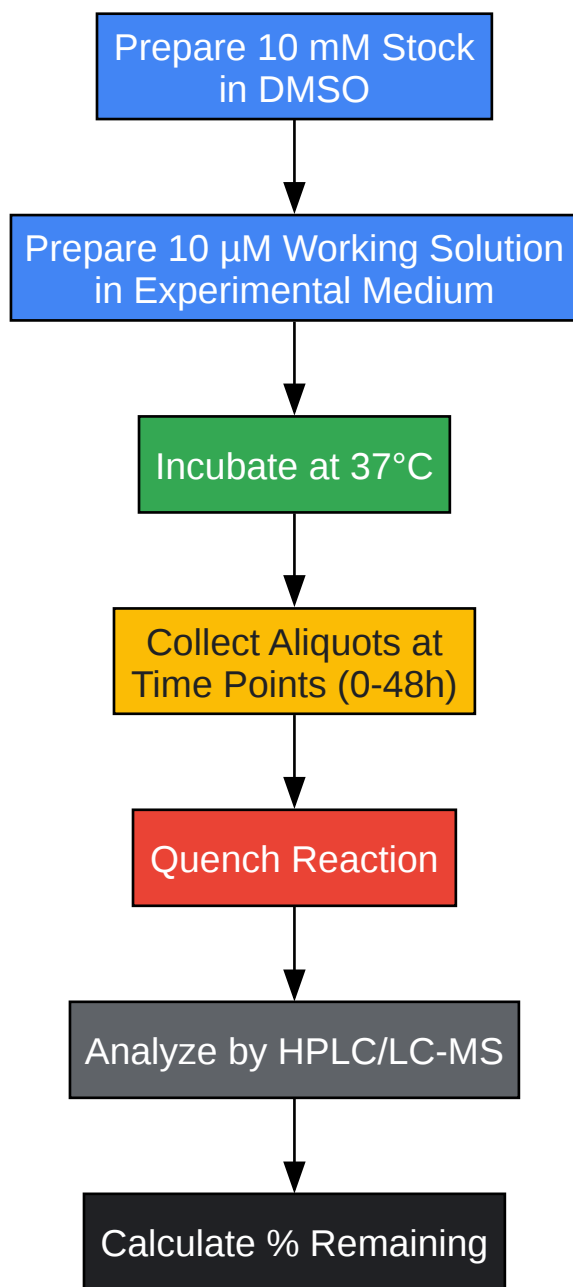 Prepare 10 mM Stock
in DMSO
Prepare 10 µM Working Solution
in Experimental Medium
Incubate at 37°C
Collect Aliquots at
Time Points (0-48h)
Quench Reaction
Analyze by HPLC/LC-MS
Calculate % Remaining